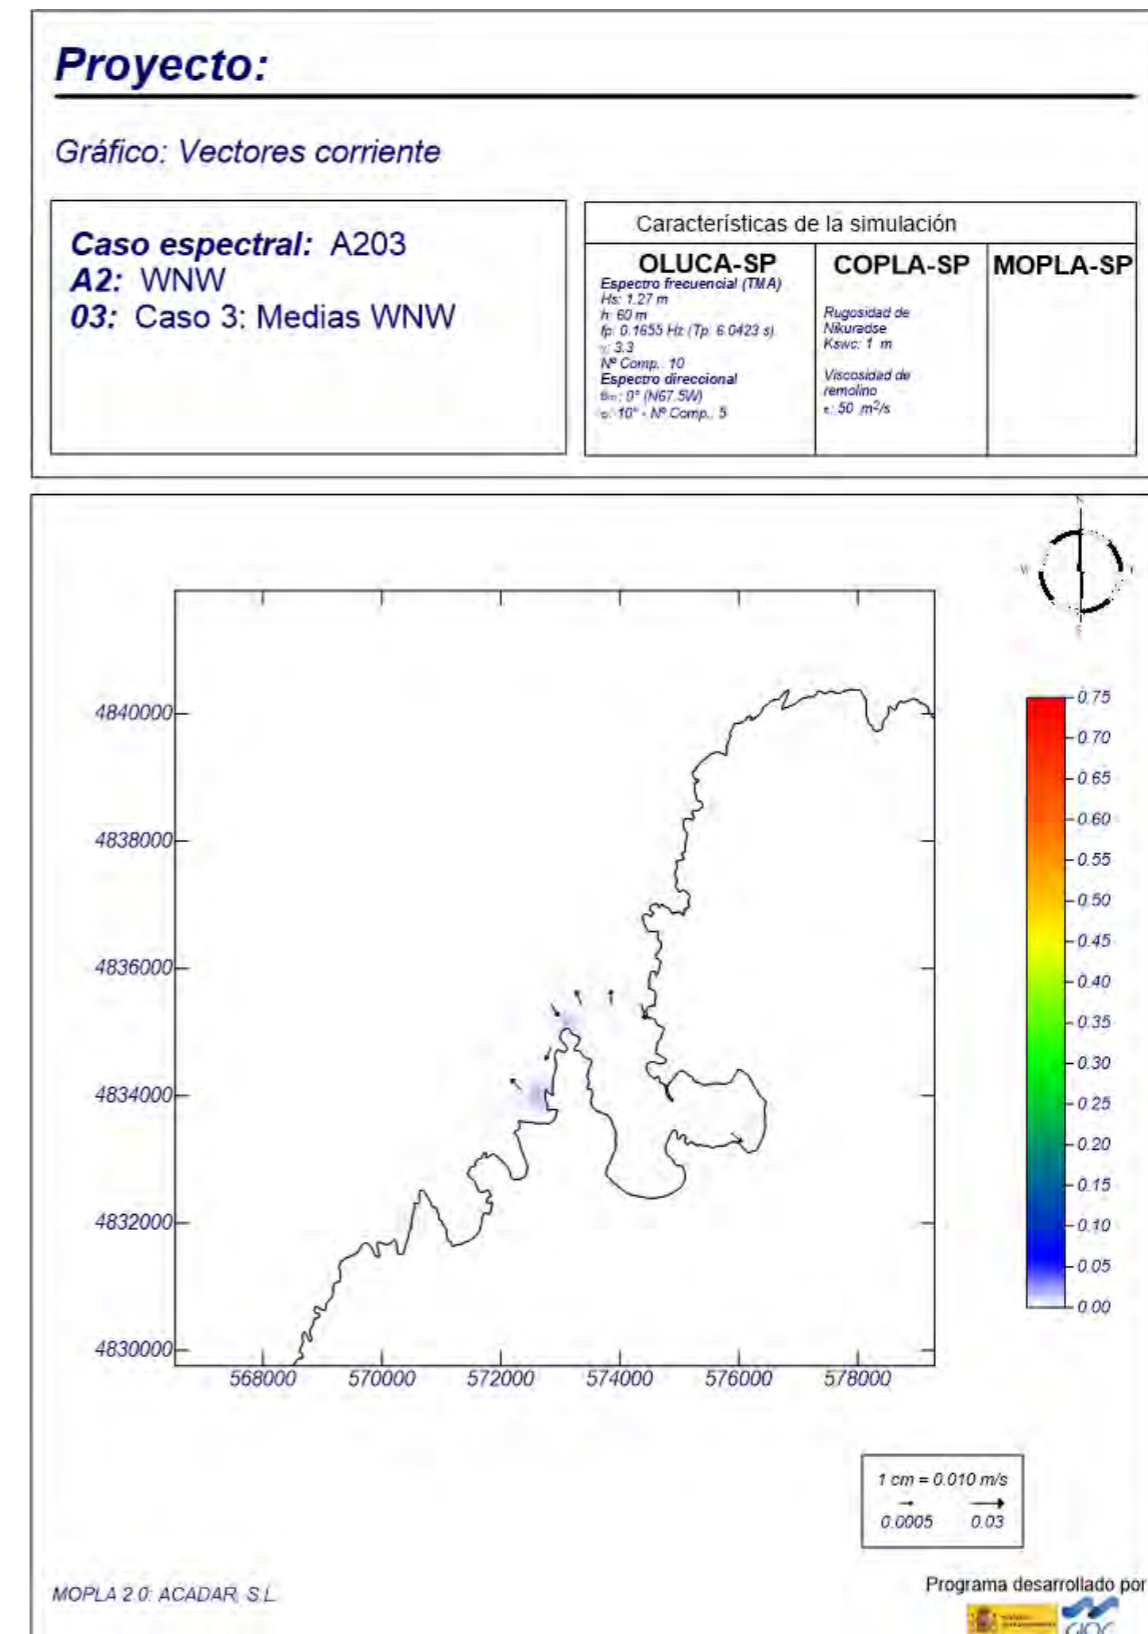 Proyecto:
Gráfico: Vectores corriente
Caso espectral: A203
A2: WNW
03: Caso 3: Medias WNW
Características de la simulación
OLUCA-SP
Espectro frecuencial (TMA)
Hs: 1.27 m
h: 60 m
fp: 0.1655 Hz (Tp: 6.0423 s)
γ: 3.3
Nº Comp.: 10
Espectro direccional
θm: 0° (N67.5W)
σ: 10° - Nº Comp.: 5
COPLA-SP
Rugosidad de
Nikuradse
Kswc: 1 m
Viscosidad de
remolino
ε: 50 m²/s
MOPLA-SP
N
W
E
S
4840000
4838000
4836000
4834000
4832000
4830000
568000 570000 572000 574000 576000 578000
0.75
0.70
0.65
0.60
0.55
0.50
0.45
0.40
0.35
0.30
0.25
0.20
0.15
0.10
0.05
0.00
1 cm = 0.010 m/s
0.0005 0.03
MOPLA 2.0: ACADAR, S.L.
Programa desarrollado por
GIOC